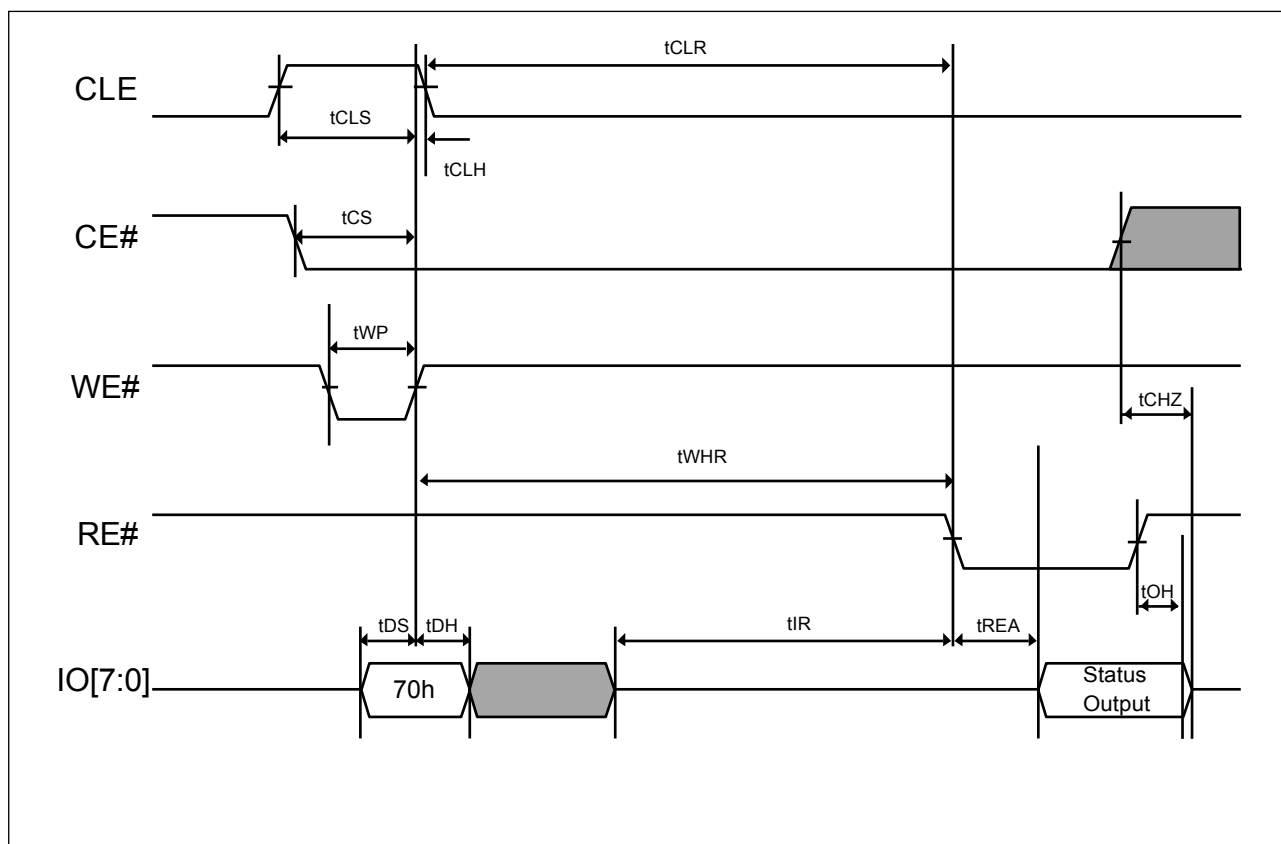 tCLR
CLE
tCLS
tCLH
tCS
CE#
tWP
WE#
tCHZ
tWHR
RE#
tOH
tDS
tDH
tIR
tREA
IO[7:0]
70h
Status
Output